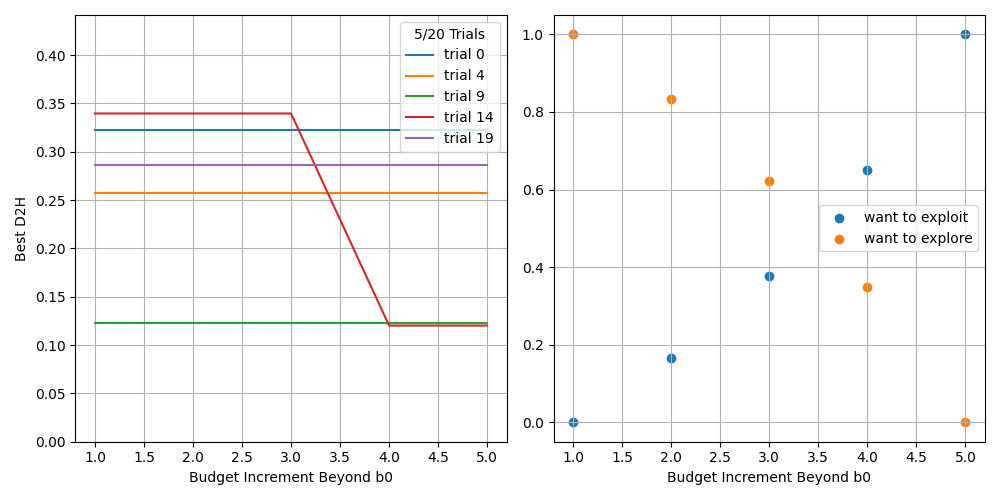 5/20 Trials
trial 0
trial 4
trial 9
trial 14
trial 19
Best D2H
0.40
0.35
0.30
0.25
0.20
0.15
0.10
0.05
0.00
1.0 1.5 2.0 2.5 3.0 3.5 4.0 4.5 5.0
Budget Increment Beyond b0
1.0
0.8
0.6
0.4
0.2
0.0
want to exploit
want to explore
1.0 1.5 2.0 2.5 3.0 3.5 4.0 4.5 5.0
Budget Increment Beyond b0